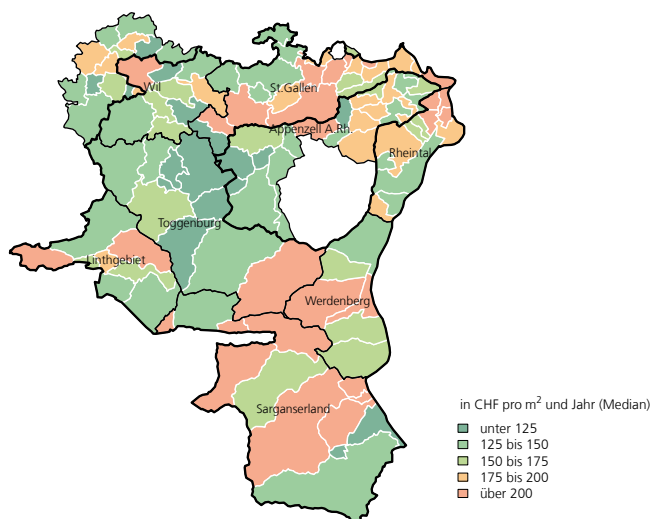 Wil
St.Gallen
Appenzell A.Rh.
Rheintal
Toggenburg
Linthgebiet
Werdenberg
Sarganserland
in CHF pro m² und Jahr (Median)
unter 125
125 bis 150
150 bis 175
175 bis 200
über 200